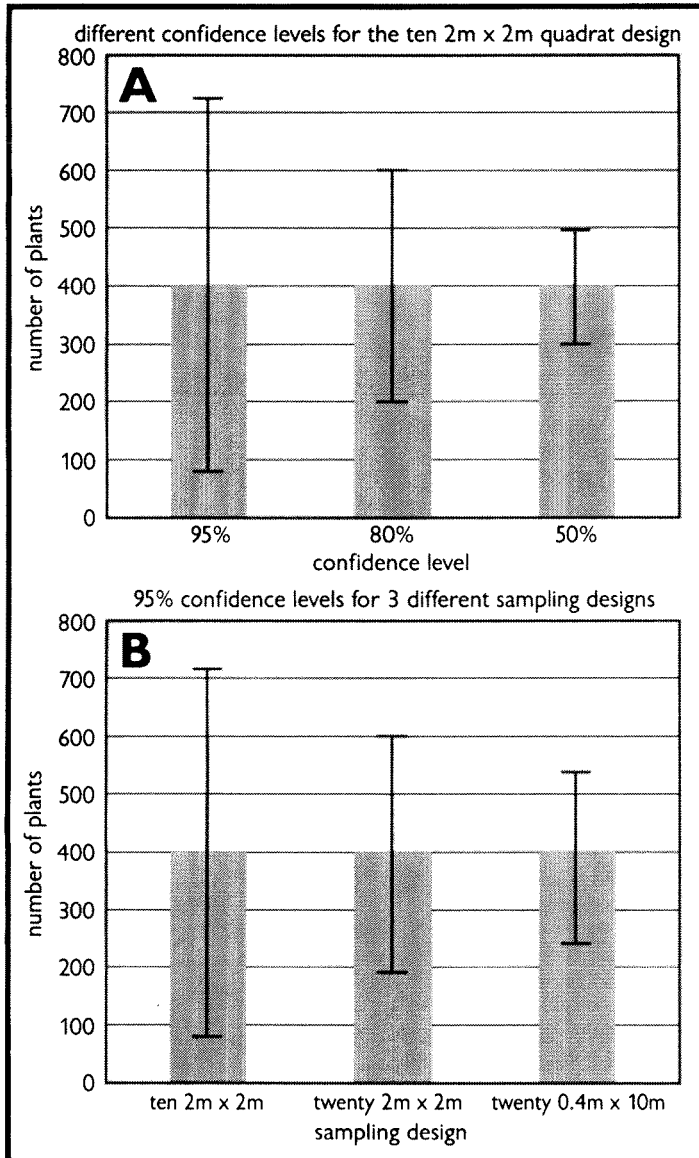 different confidence levels for the ten 2m x 2m quadrat design
A
800
700
600
500
400
300
200
100
0
number of plants
95% 80% 50%
confidence level
95% confidence levels for 3 different sampling designs
B
800
700
600
500
400
300
200
100
0
number of plants
ten 2m x 2m twenty 2m x 2m twenty 0.4m x 10m
sampling design